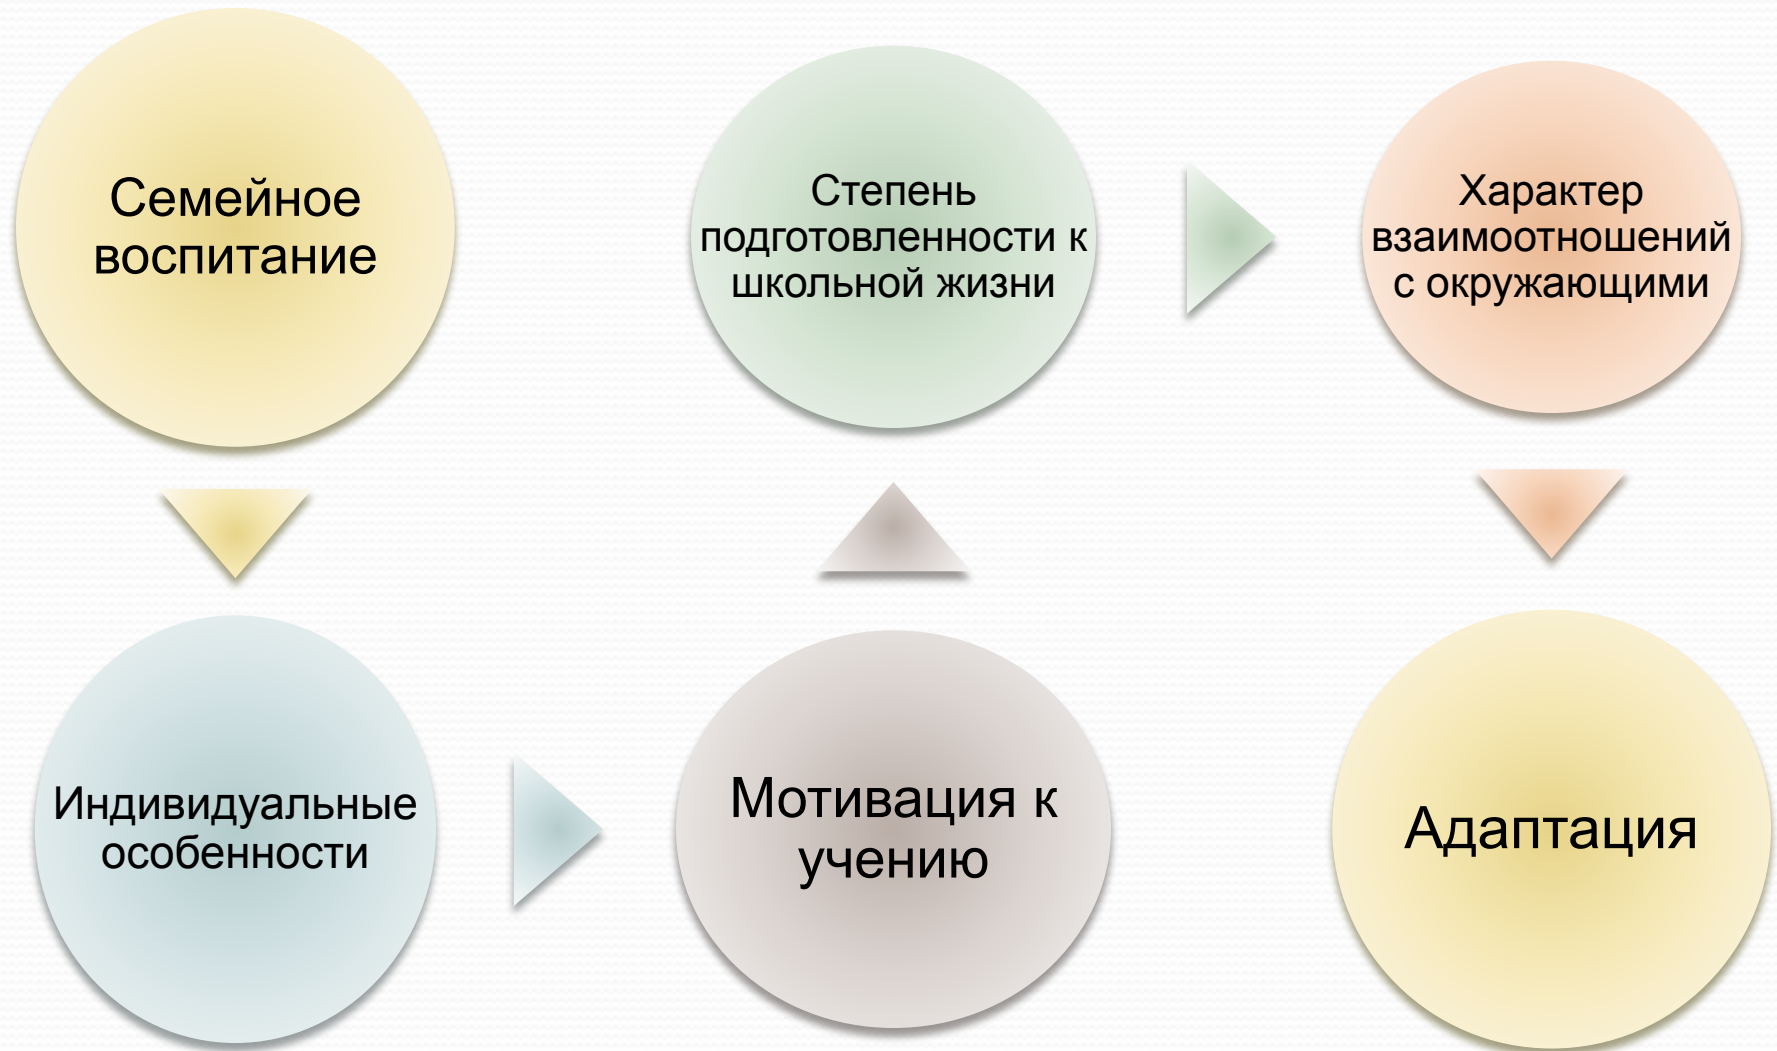 Семейное
воспитание
Индивидуальные
особенности
Мотивация к
учению
Степень
подготовленности к
школьной жизни
Характер
взаимоотношений
с окружающими
Адаптация